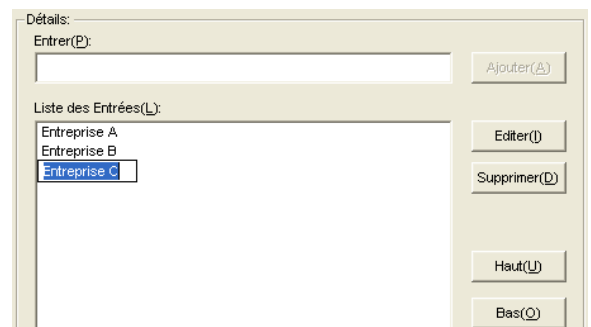 Détails:
Entrer(P):
Ajouter(A)
Liste des Entrées(L):
Entreprise A
Entreprise B
Entreprise C
Editer(I)
Supprimer(D)
Haut(U)
Bas(O)